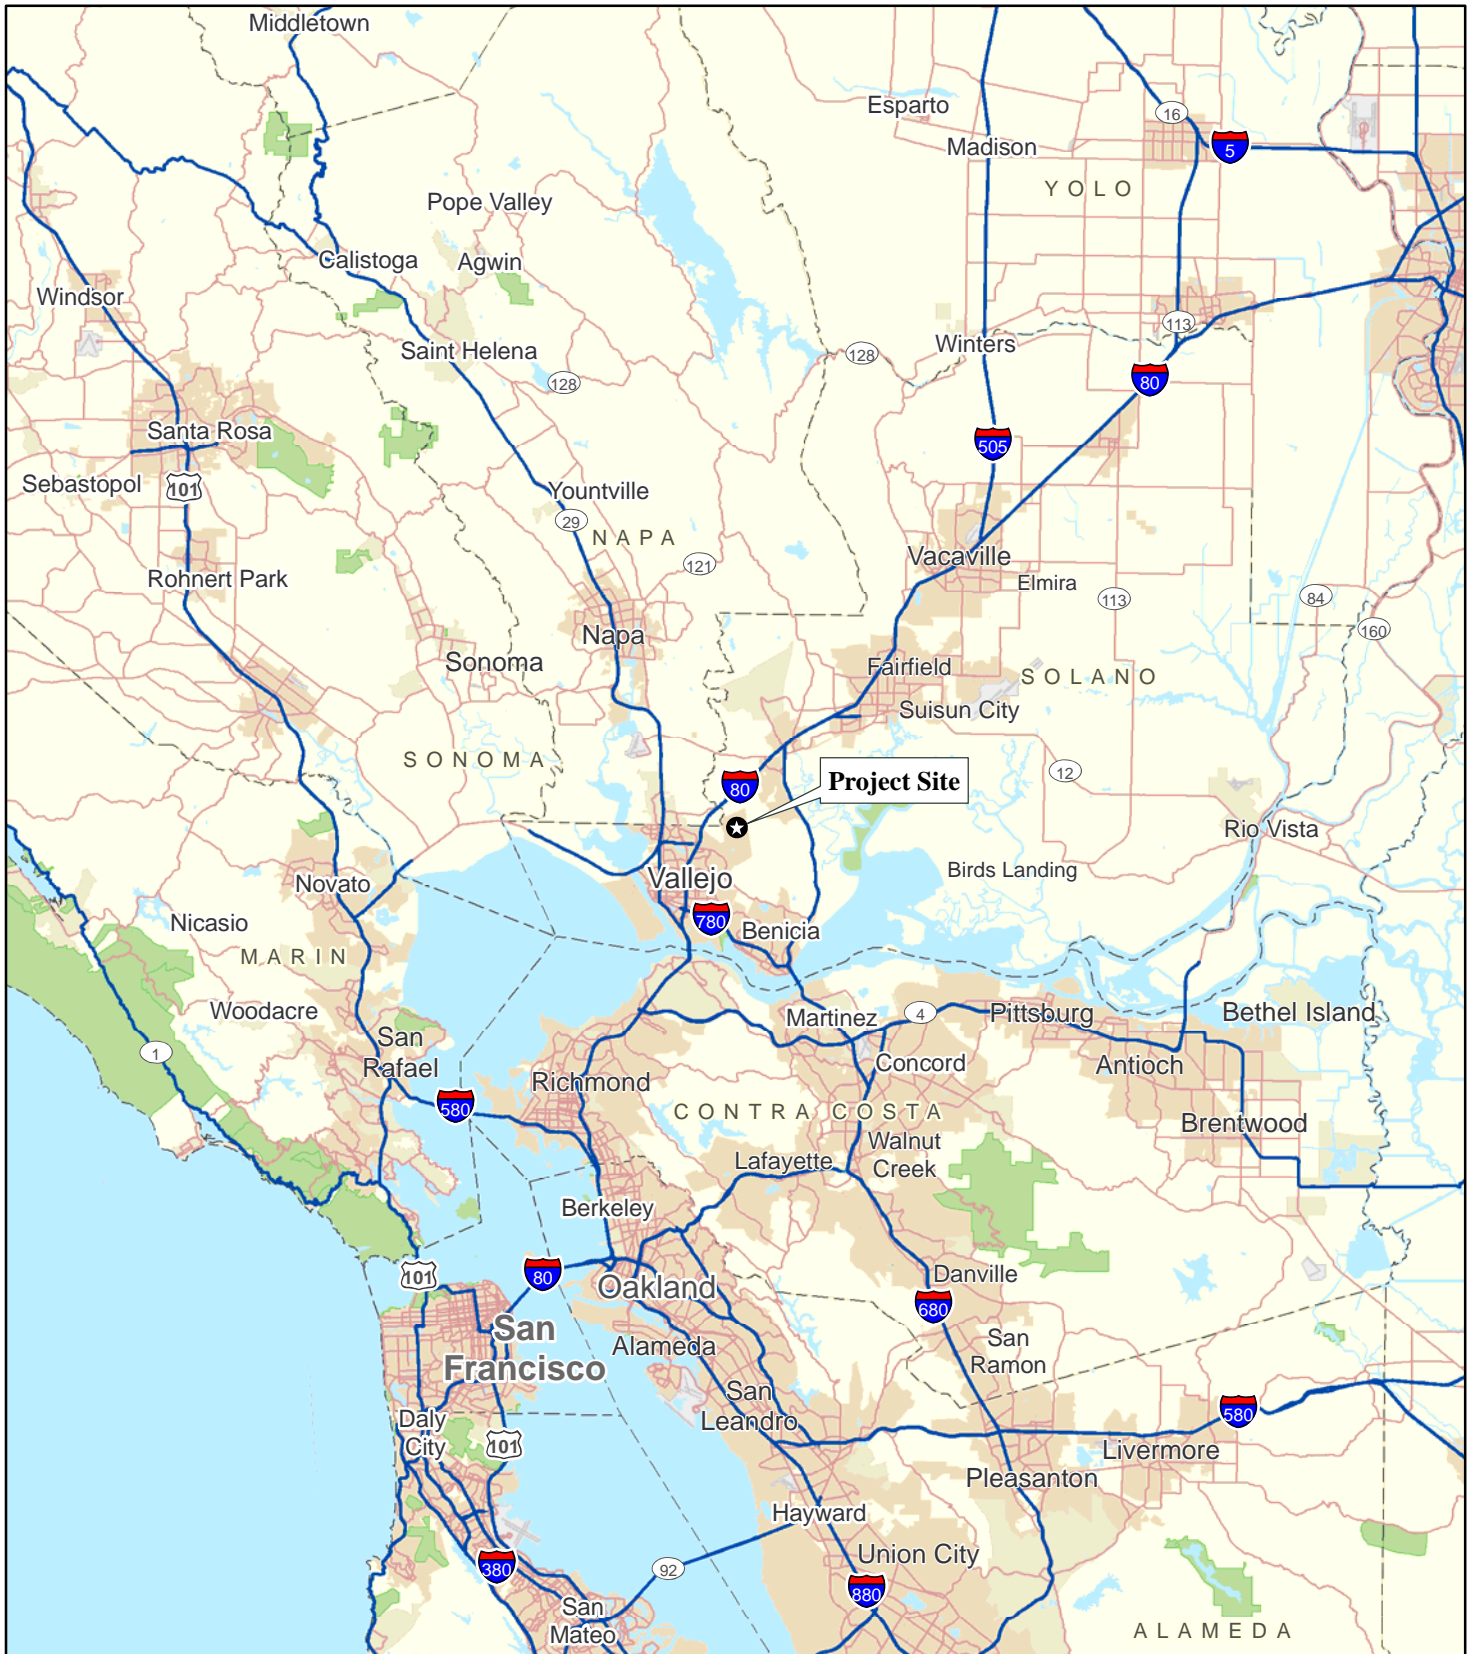 Middletown
Esparto
16
Madison
5
YOLO
Pope Valley
Calistoga
Agwin
Windsor
113
Winters
Saint Helena
128
128
80
Santa Rosa
505
Sebastopol
101
Yountville
29
NAPA
121
Vacaville
Rohnert Park
Elmira
113
84
160
Napa
Sonoma
Fairfield
SOLANO
Suisun City
SONOMA
12
80
Project Site
Rio Vista
Birds Landing
Vallejo
Novato
Nicasio
780
Benicia
MARIN
Woodacre
Martinez
4
Pittsburg
Bethel Island
San
Rafael
1
Concord
Antioch
Richmond
580
CONTRA COSTA
Brentwood
Walnut
Creek
Lafayette
Berkeley
101
80
Oakland
Danville
680
San
Francisco
Alameda
San
Ramon
San
Leandro
580
Daly
City
101
Livermore
Pleasanton
Hayward
Union City
380
92
880
San
Mateo
ALAMEDA